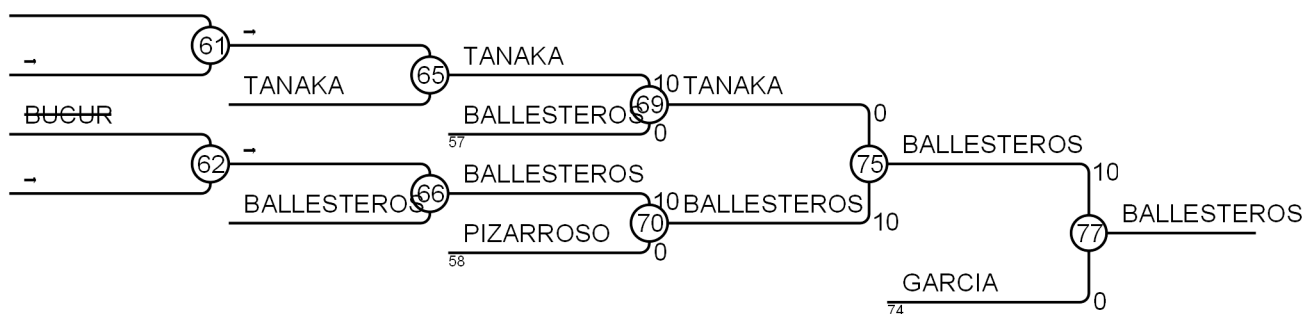 61
→
→
TANAKA
65
TANAKA
10
69
TANAKA
BUCUR
BALLESTEROS
57
0
0
62
→
→
BALLESTEROS
66
BALLESTEROS
10
70
BALLESTEROS
PIZARROSO
58
0
75
10
BALLESTEROS
10
77
BALLESTEROS
GARCIA
74
0